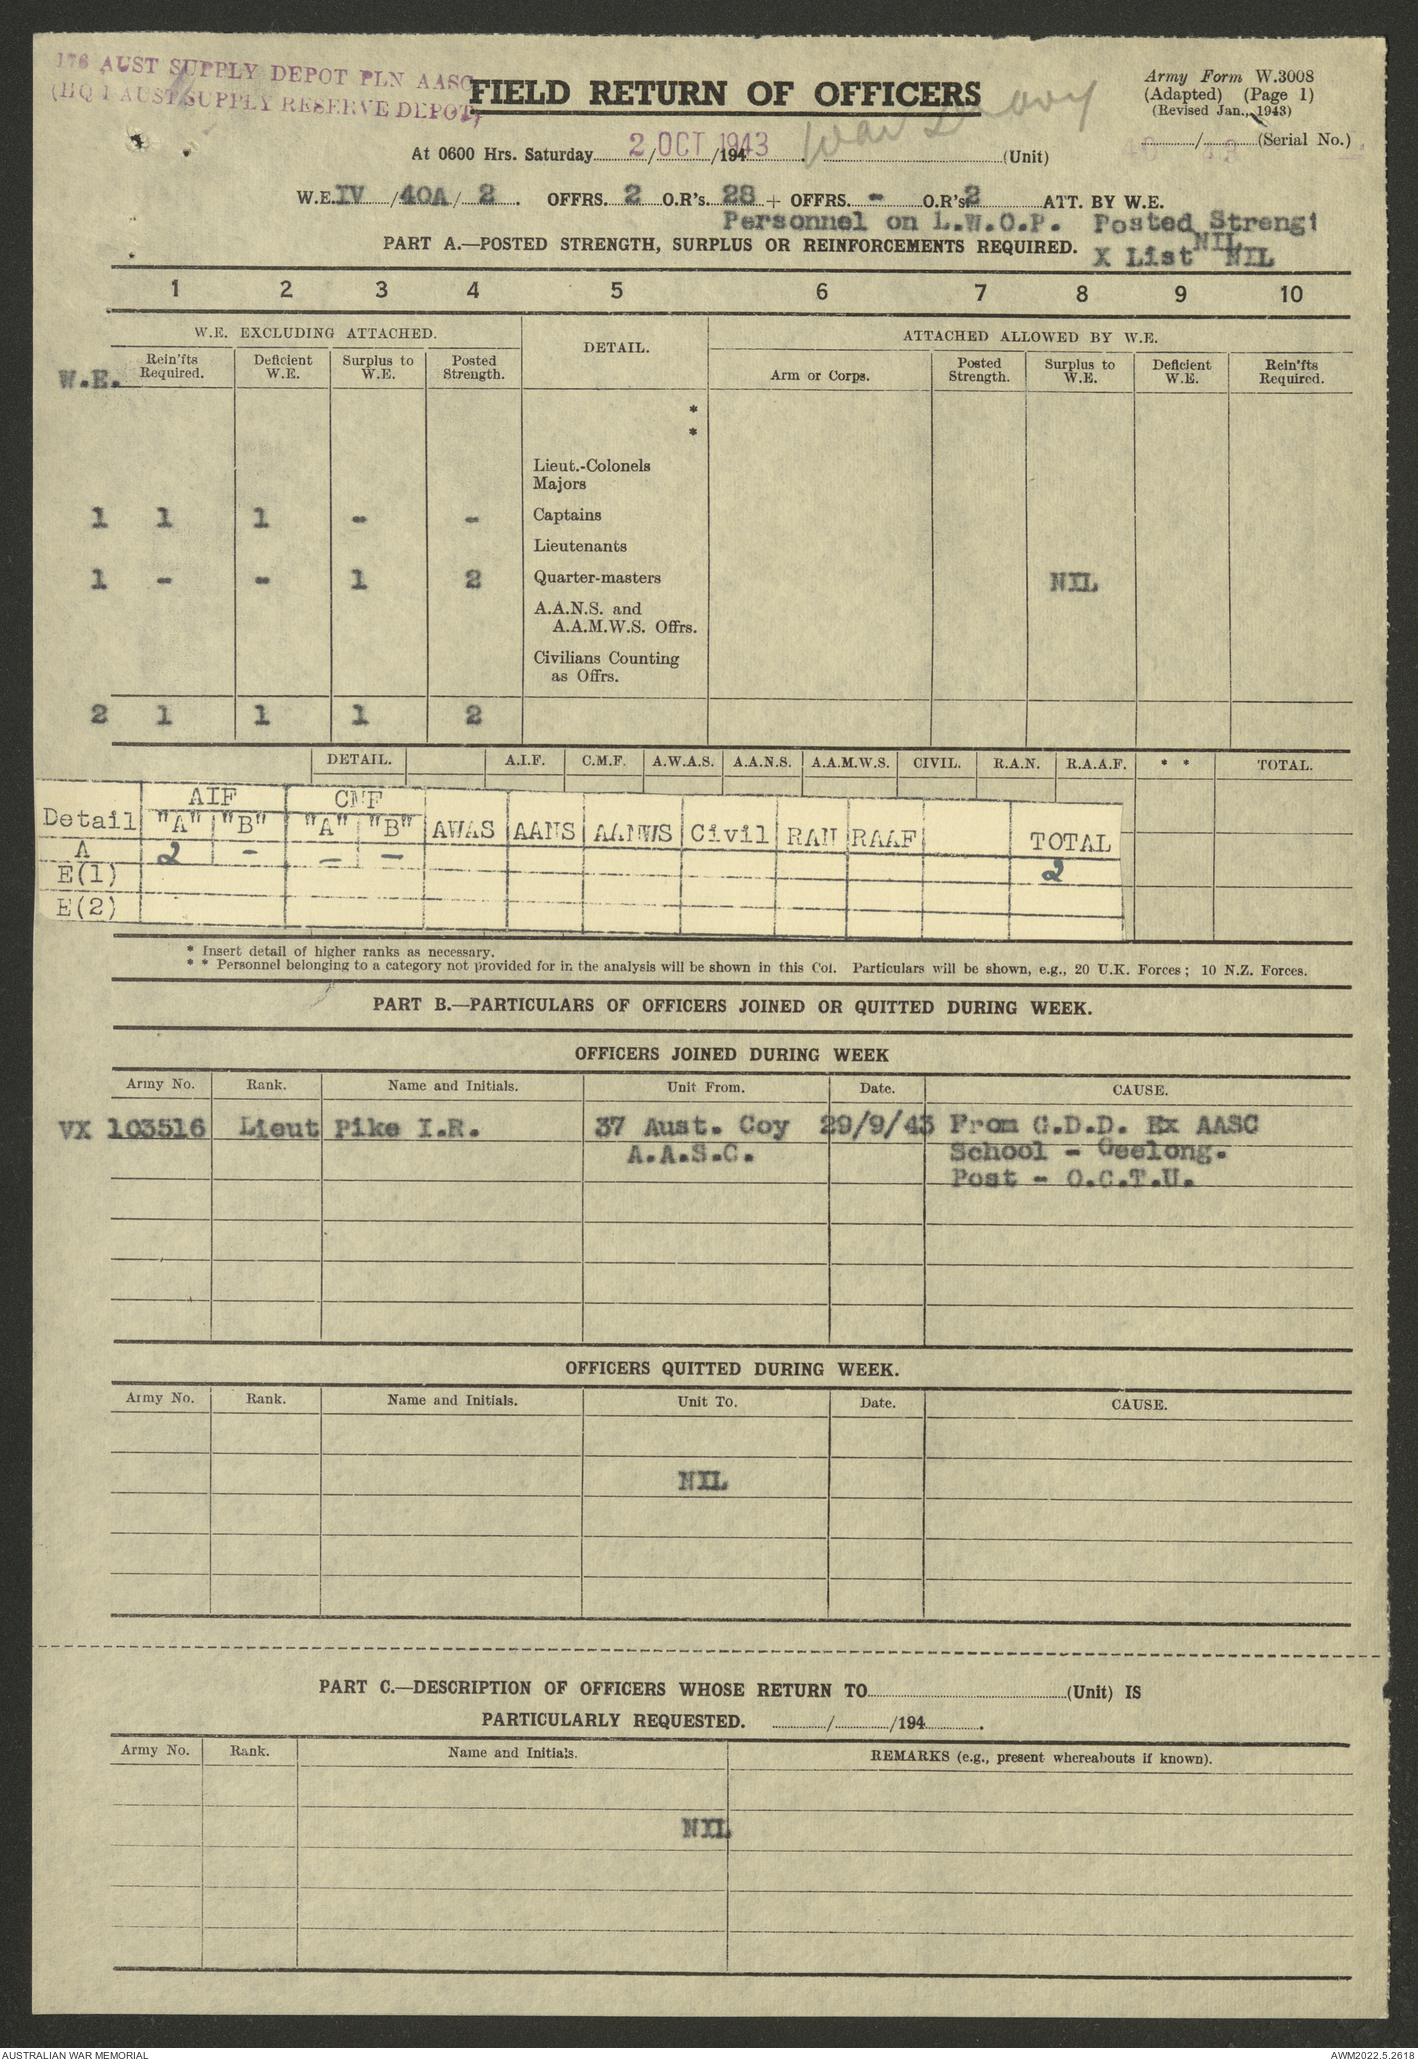 176 AUST SUPPLY DEPOT PLN AASC
(HQ 1 AUST SUPPLY RESERVE DEPOT)
FIELD RETURN OF OFFICERS
Army Form W.3008
(Adapted) (Page 1)
(Revised Jan., 1943)
At 0600 Hrs. Saturday 2/OCT/1943 War Diary (Unit)
/ (Serial No.)
W.E. IV / 40A / 2 . OFFRS. 2 O.R's. 28 + OFFRS. - O.R's 2 ATT. BY W.E.
Personnel on L.W.O.P. Posted Strengt
NIL
PART A.—POSTED STRENGTH, SURPLUS OR REINFORCEMENTS REQUIRED.
X List NIL
1 2 3 4 5 6 7 8 9 10
W.E. EXCLUDING ATTACHED. DETAIL. ATTACHED ALLOWED BY W.E.
W.E. Rein'fts Required. Deficient W.E. Surplus to W.E. Posted Strength. Arm or Corps. Posted Strength. Surplus to W.E. Deficient W.E. Rein'fts Required.
*
*
Lieut.-Colonels
Majors
1 1 1 - - Captains
Lieutenants
1 - - 1 2 Quarter-masters NIL
A.A.N.S. and
A.A.M.W.S. Offrs.
Civilians Counting
as Offrs.
2 1 1 1 2
DETAIL. A.I.F. C.M.F. A.W.A.S. A.A.N.S. A.A.M.W.S. CIVIL. R.A.N. R.A.A.F. * * TOTAL.
AIF CMF
Detail "A" "B" "A" "B" AWAS AANS AAMWS Civil RAN RAAF TOTAL
A 2 - - - 2
E(1)
E(2)
* Insert detail of higher ranks as necessary.
* * Personnel belonging to a category not provided for in the analysis will be shown in this Col. Particulars will be shown, e.g., 20 U.K. Forces; 10 N.Z. Forces.
PART B.—PARTICULARS OF OFFICERS JOINED OR QUITTED DURING WEEK.
OFFICERS JOINED DURING WEEK
Army No. Rank. Name and Initials. Unit From. Date. CAUSE.
VX 103516 Lieut Pike I.R. 37 Aust. Coy 29/9/43 From G.D.D. Ex AASC
A.A.S.C. School - Geelong.
Post - O.C.T.U.
OFFICERS QUITTED DURING WEEK.
Army No. Rank. Name and Initials. Unit To. Date. CAUSE.
NIL
PART C.—DESCRIPTION OF OFFICERS WHOSE RETURN TO (Unit) IS
PARTICULARLY REQUESTED. / /194 .
Army No. Rank. Name and Initials. REMARKS (e.g., present whereabouts if known).
NIL
AUSTRALIAN WAR MEMORIAL AWM2022.5.2618